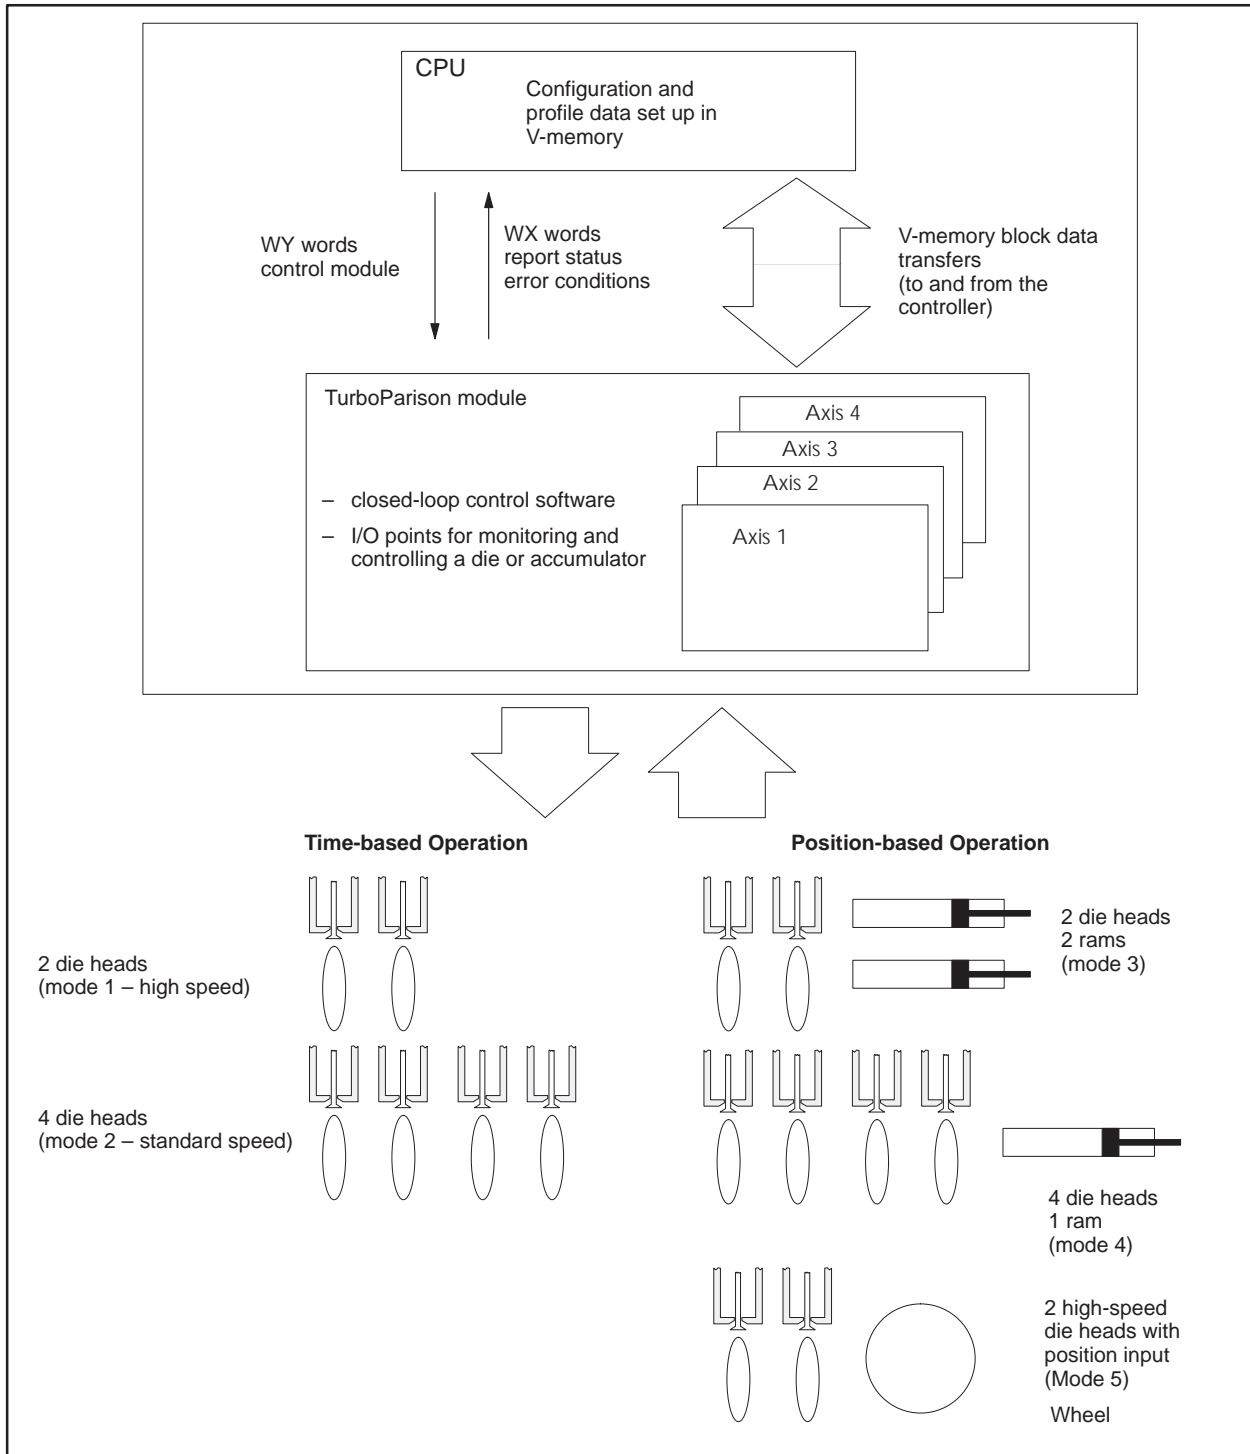 CPU
Configuration and
profile data set up in
V-memory
WY words
control module
WX words
report status
error conditions
V-memory block data
transfers
(to and from the
controller)
TurboParison module
– closed-loop control software
– I/O points for monitoring and
controlling a die or accumulator
Axis 4
Axis 3
Axis 2
Axis 1
Time-based Operation
2 die heads
(mode 1 – high speed)
4 die heads
(mode 2 – standard speed)
Position-based Operation
2 die heads
2 rams
(mode 3)
4 die heads
1 ram
(mode 4)
2 high-speed
die heads with
position input
(Mode 5)
Wheel